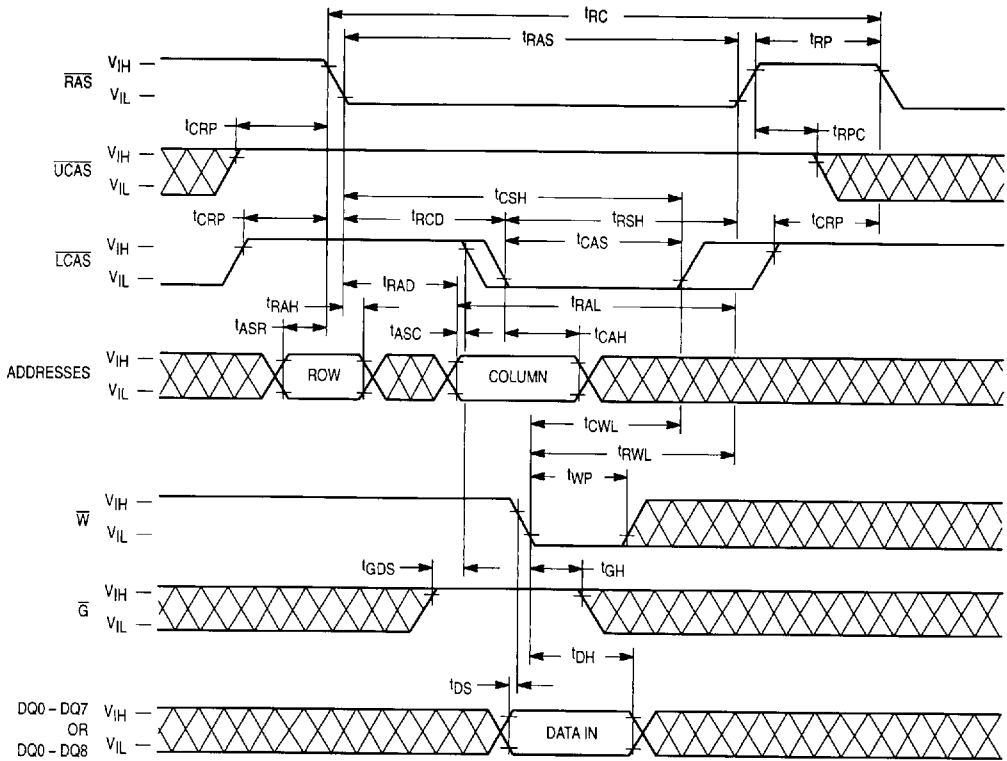 tRC
tRAS
tRP
RAS
VIH
VIL
tCRP
tRPC
UCAS
VIH
VIL
tCSH
tCRP
tRCD
tRSH
tCRP
LCAS
VIH
VIL
tCAS
tRAD
tRAL
tRAH
tASR
tASC
tCAH
ADDRESSES
VIH
VIL
ROW
COLUMN
tCWL
tRWL
tWP
W
VIH
VIL
tGDS
tGH
G
VIH
VIL
tDH
tDS
DQ0 – DQ7
OR
DQ0 – DQ8
VIH
VIL
DATA IN